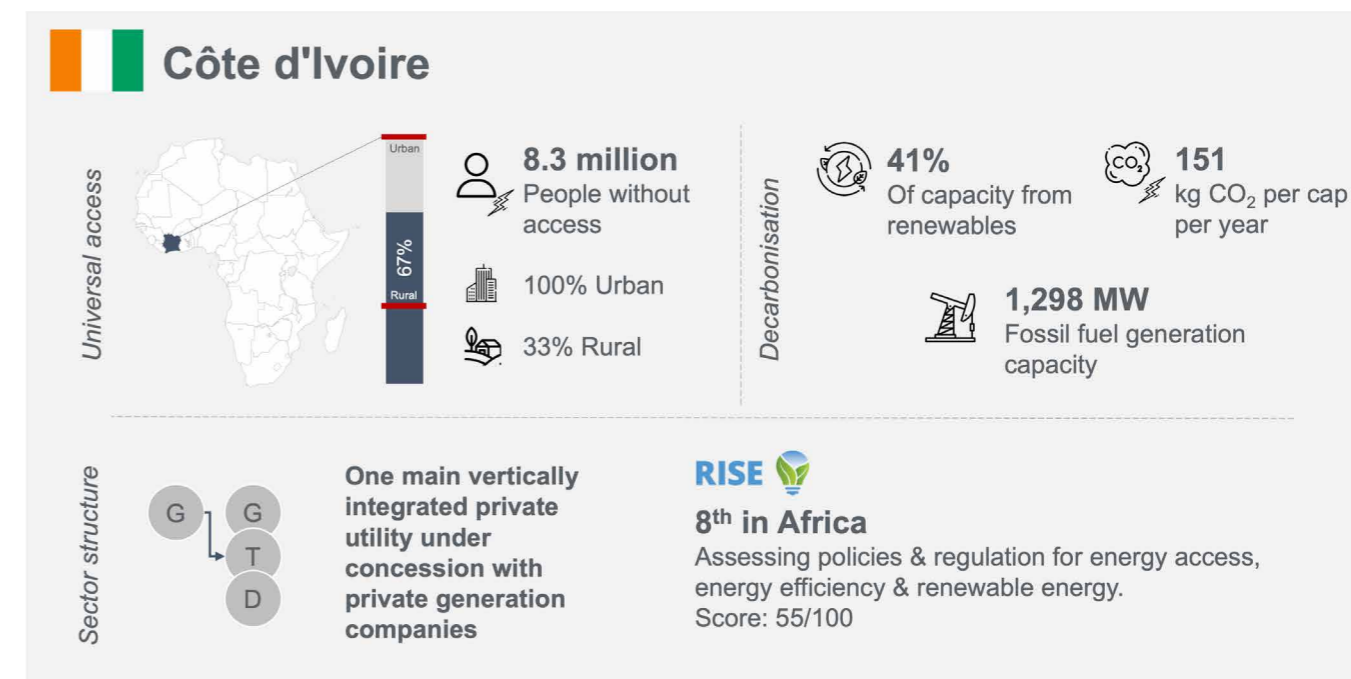 Côte d'Ivoire
Universal access
Urban
67%
Rural
8.3 million
People without
access
100% Urban
33% Rural
Decarbonisation
41%
Of capacity from
renewables
CO₂
151
kg CO₂ per cap
per year
1,298 MW
Fossil fuel generation
capacity
Sector structure
G
G
T
D
One main vertically
integrated private
utility under
concession with
private generation
companies
RISE
8th in Africa
Assessing policies & regulation for energy access,
energy efficiency & renewable energy.
Score: 55/100